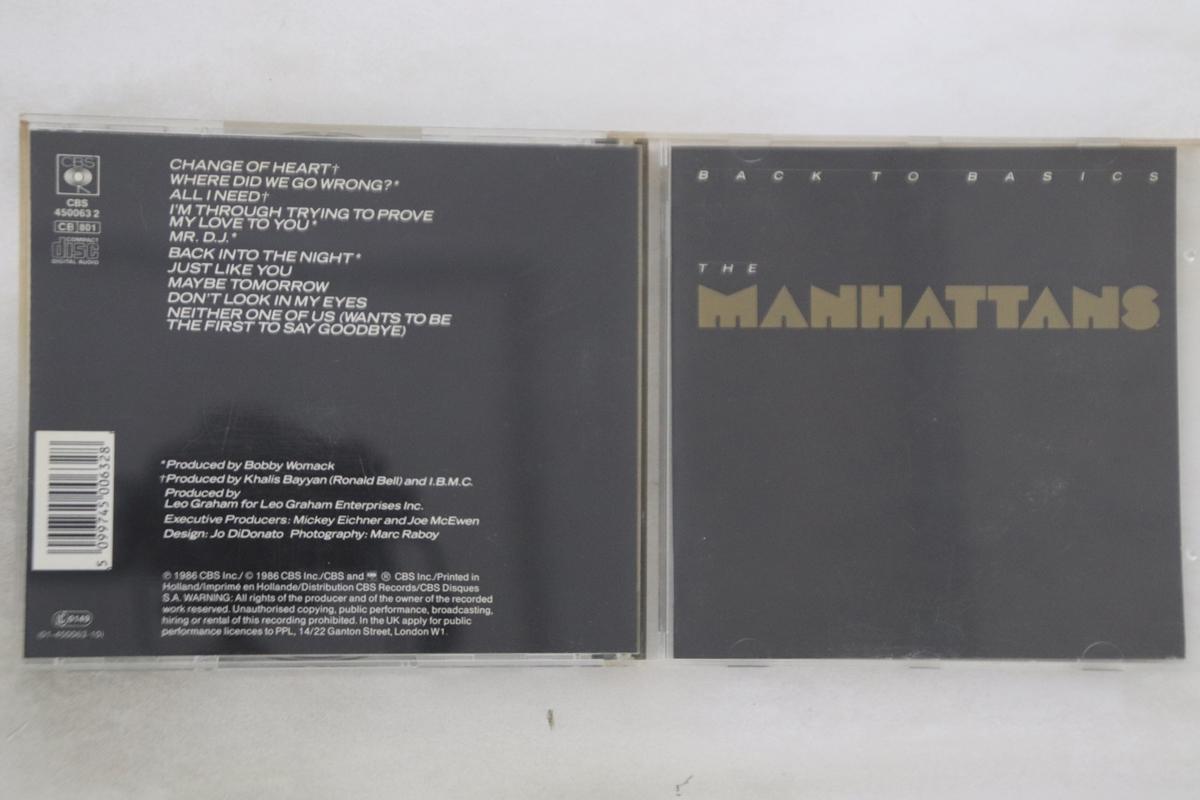 CBS
CBS
450063 2
CB 801
COMPACT
disc
DIGITAL AUDIO
CHANGE OF HEART†
WHERE DID WE GO WRONG?*
ALL I NEED†
I'M THROUGH TRYING TO PROVE
MY LOVE TO YOU*
MR. D.J.*
BACK INTO THE NIGHT*
JUST LIKE YOU
MAYBE TOMORROW
DON'T LOOK IN MY EYES
NEITHER ONE OF US (WANTS TO BE
THE FIRST TO SAY GOODBYE)
5 099745 006328
*Produced by Bobby Womack
†Produced by Khalis Bayyan (Ronald Bell) and I.B.M.C.
Produced by
Leo Graham for Leo Graham Enterprises Inc.
Executive Producers: Mickey Eichner and Joe McEwen
Design: Jo DiDonato Photography: Marc Raboy
℗ 1986 CBS Inc./ © 1986 CBS Inc./CBS and ® CBS Inc./Printed in
Holland/Imprimé en Hollande/Distribution CBS Records/CBS Disques
S.A. WARNING: All rights of the producer and of the owner of the recorded
work reserved. Unauthorised copying, public performance, broadcasting,
hiring or rental of this recording prohibited. In the UK apply for public
performance licences to PPL, 14/22 Ganton Street, London W1.
(01-450063-10)
BACK TO BASICS
THE
MANHATTANS